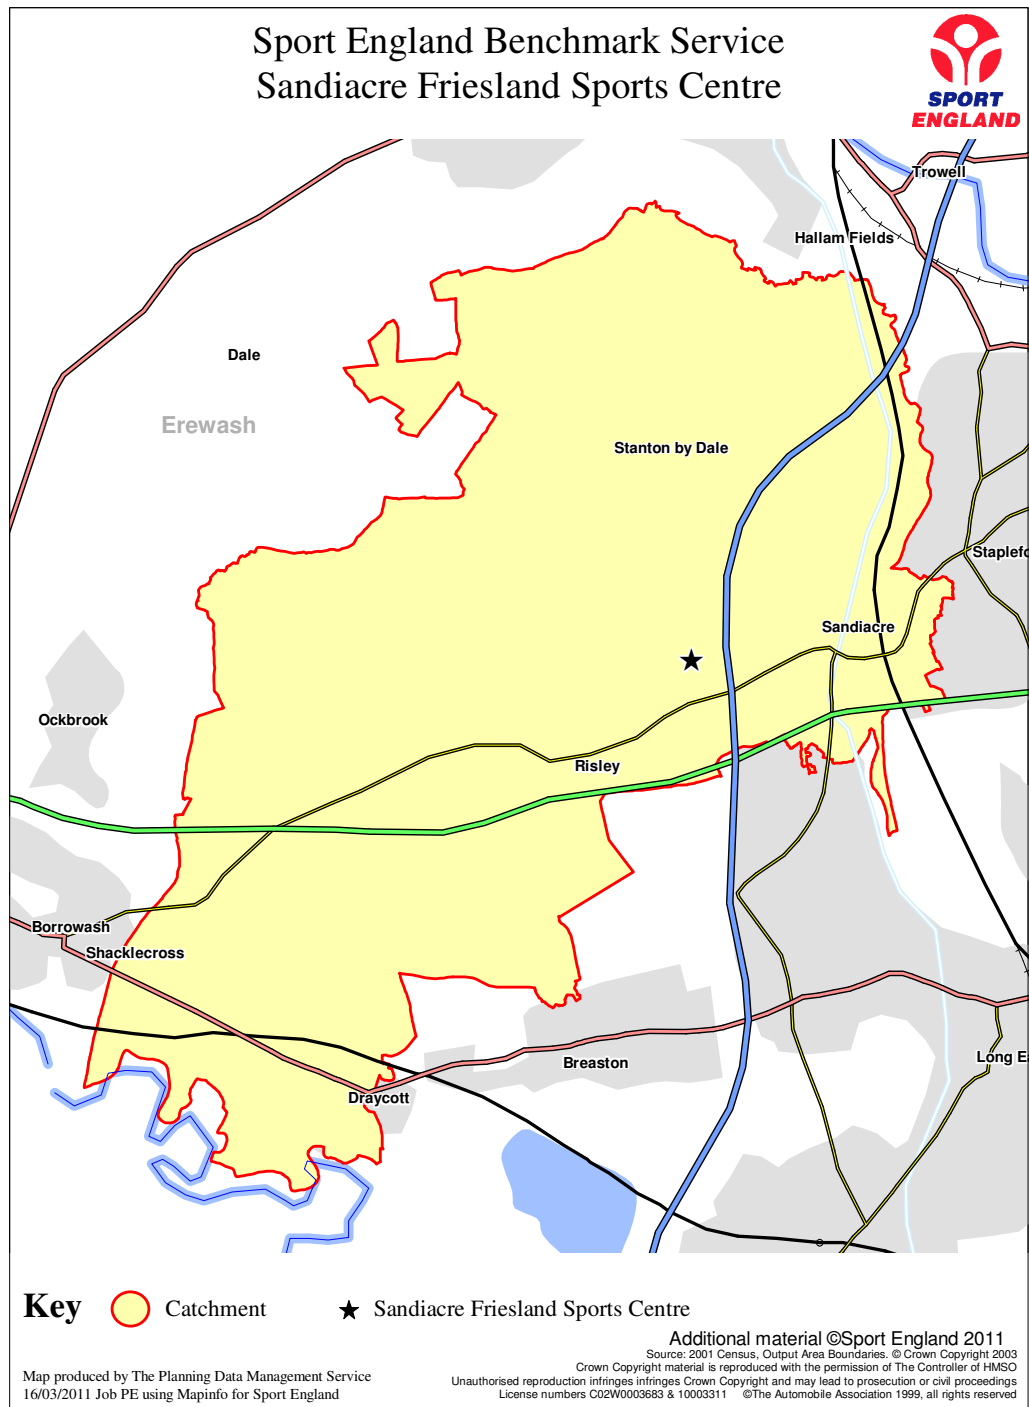 Sport England Benchmark Service
Sandiacre Friesland Sports Centre
SPORT
ENGLAND
Trowell
Hallam Fields
Dale
Erewash
Stanton by Dale
Staplefo
Sandiacre
Ockbrook
Risley
Borrowash
Shacklecross
Breaston
Long Ea
Draycott
Key
Catchment
Sandiacre Friesland Sports Centre
Additional material ©Sport England 2011
Source: 2001 Census, Output Area Boundaries. © Crown Copyright 2003
Crown Copyright material is reproduced with the permission of The Controller of HMSO
Unauthorised reproduction infringes infringes Crown Copyright and may lead to prosecution or civil proceedings
License numbers C02W0003683 & 10003311 ©The Automobile Association 1999, all rights reserved
Map produced by The Planning Data Management Service
16/03/2011 Job PE using Mapinfo for Sport England